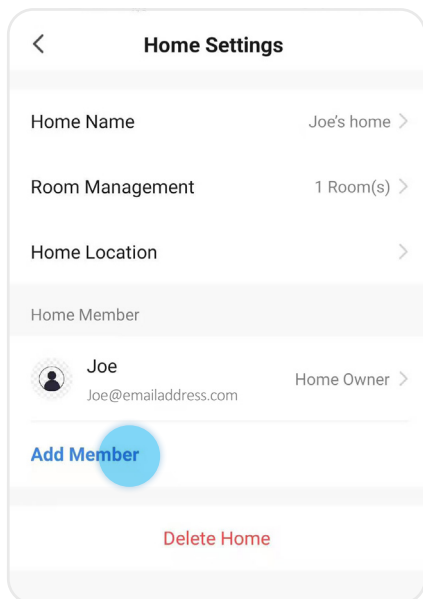 Home Settings
Home Name Joe's home
Room Management 1 Room(s)
Home Location
Home Member
Joe
Joe@emailaddress.com
Home Owner
Add Member
Delete Home